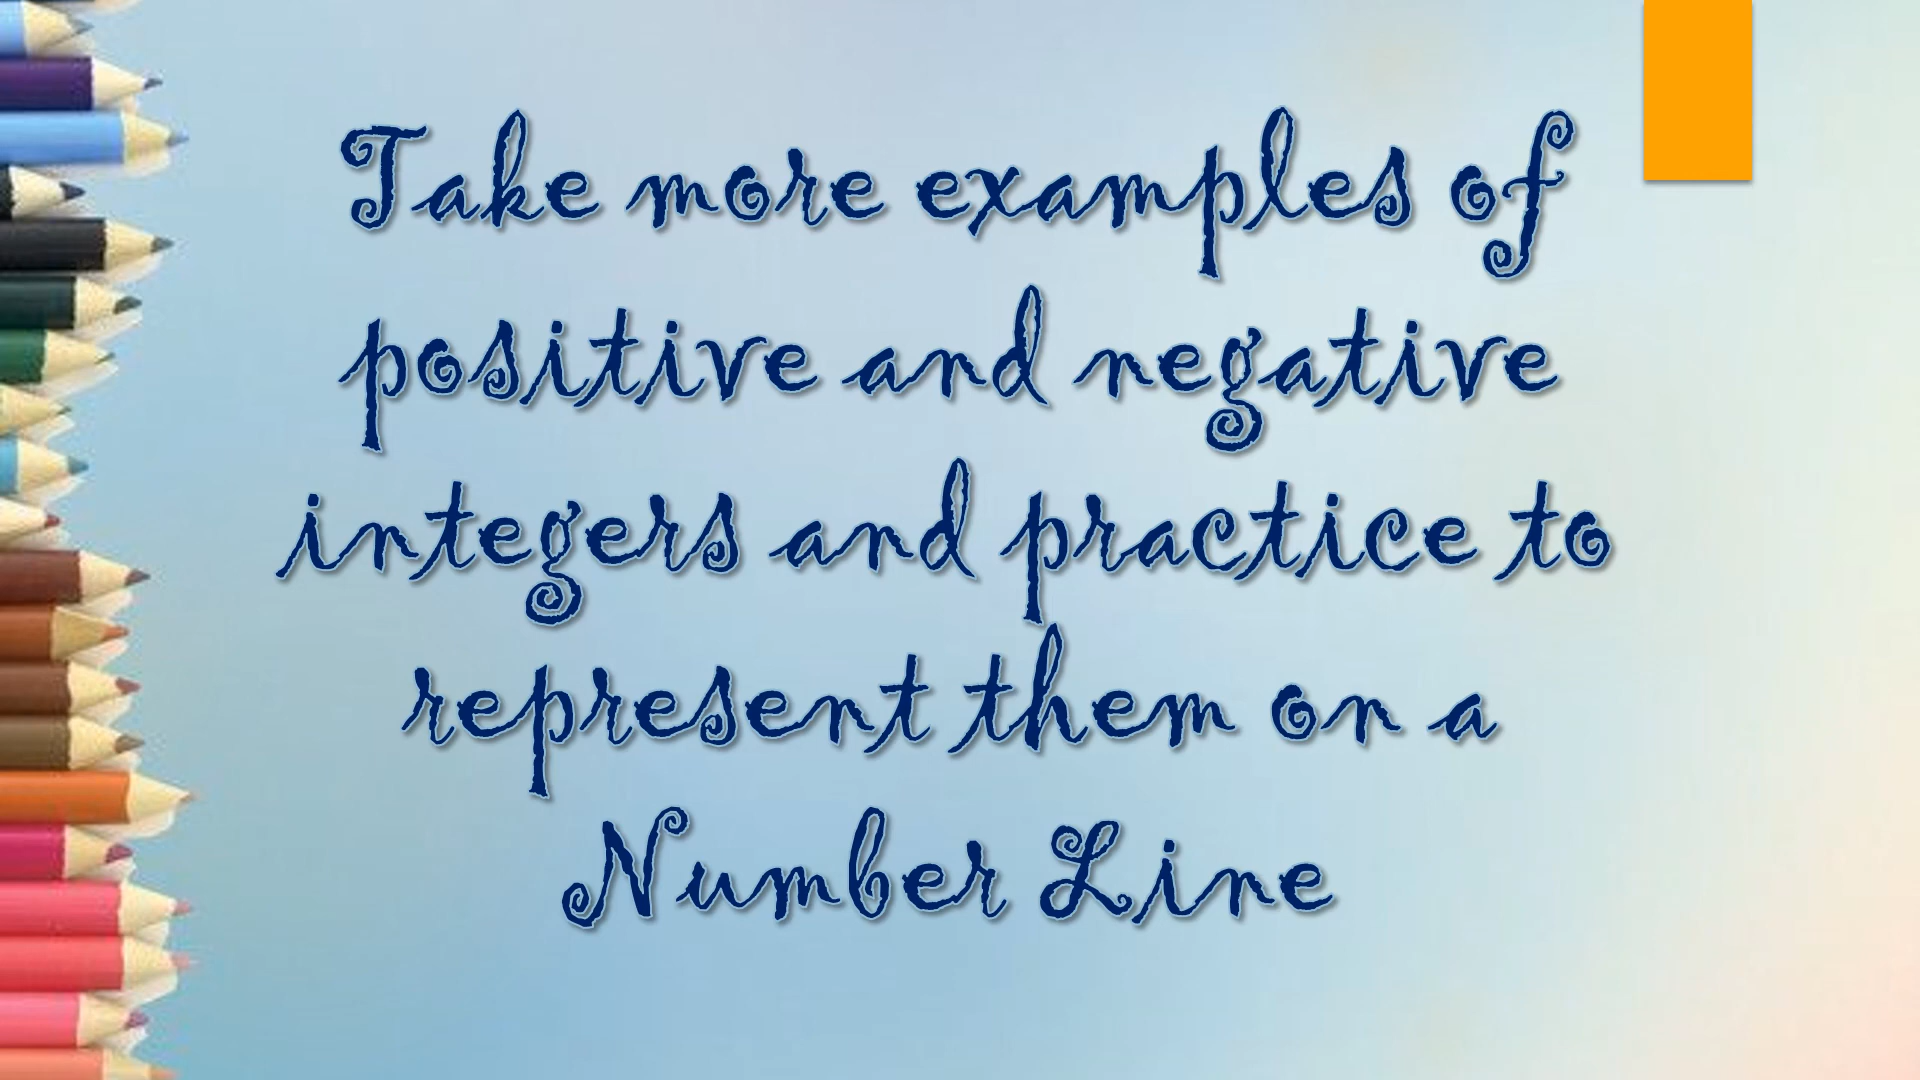 Take more examples of
positive and negative
integers and practice to
represent them on a
Number Line